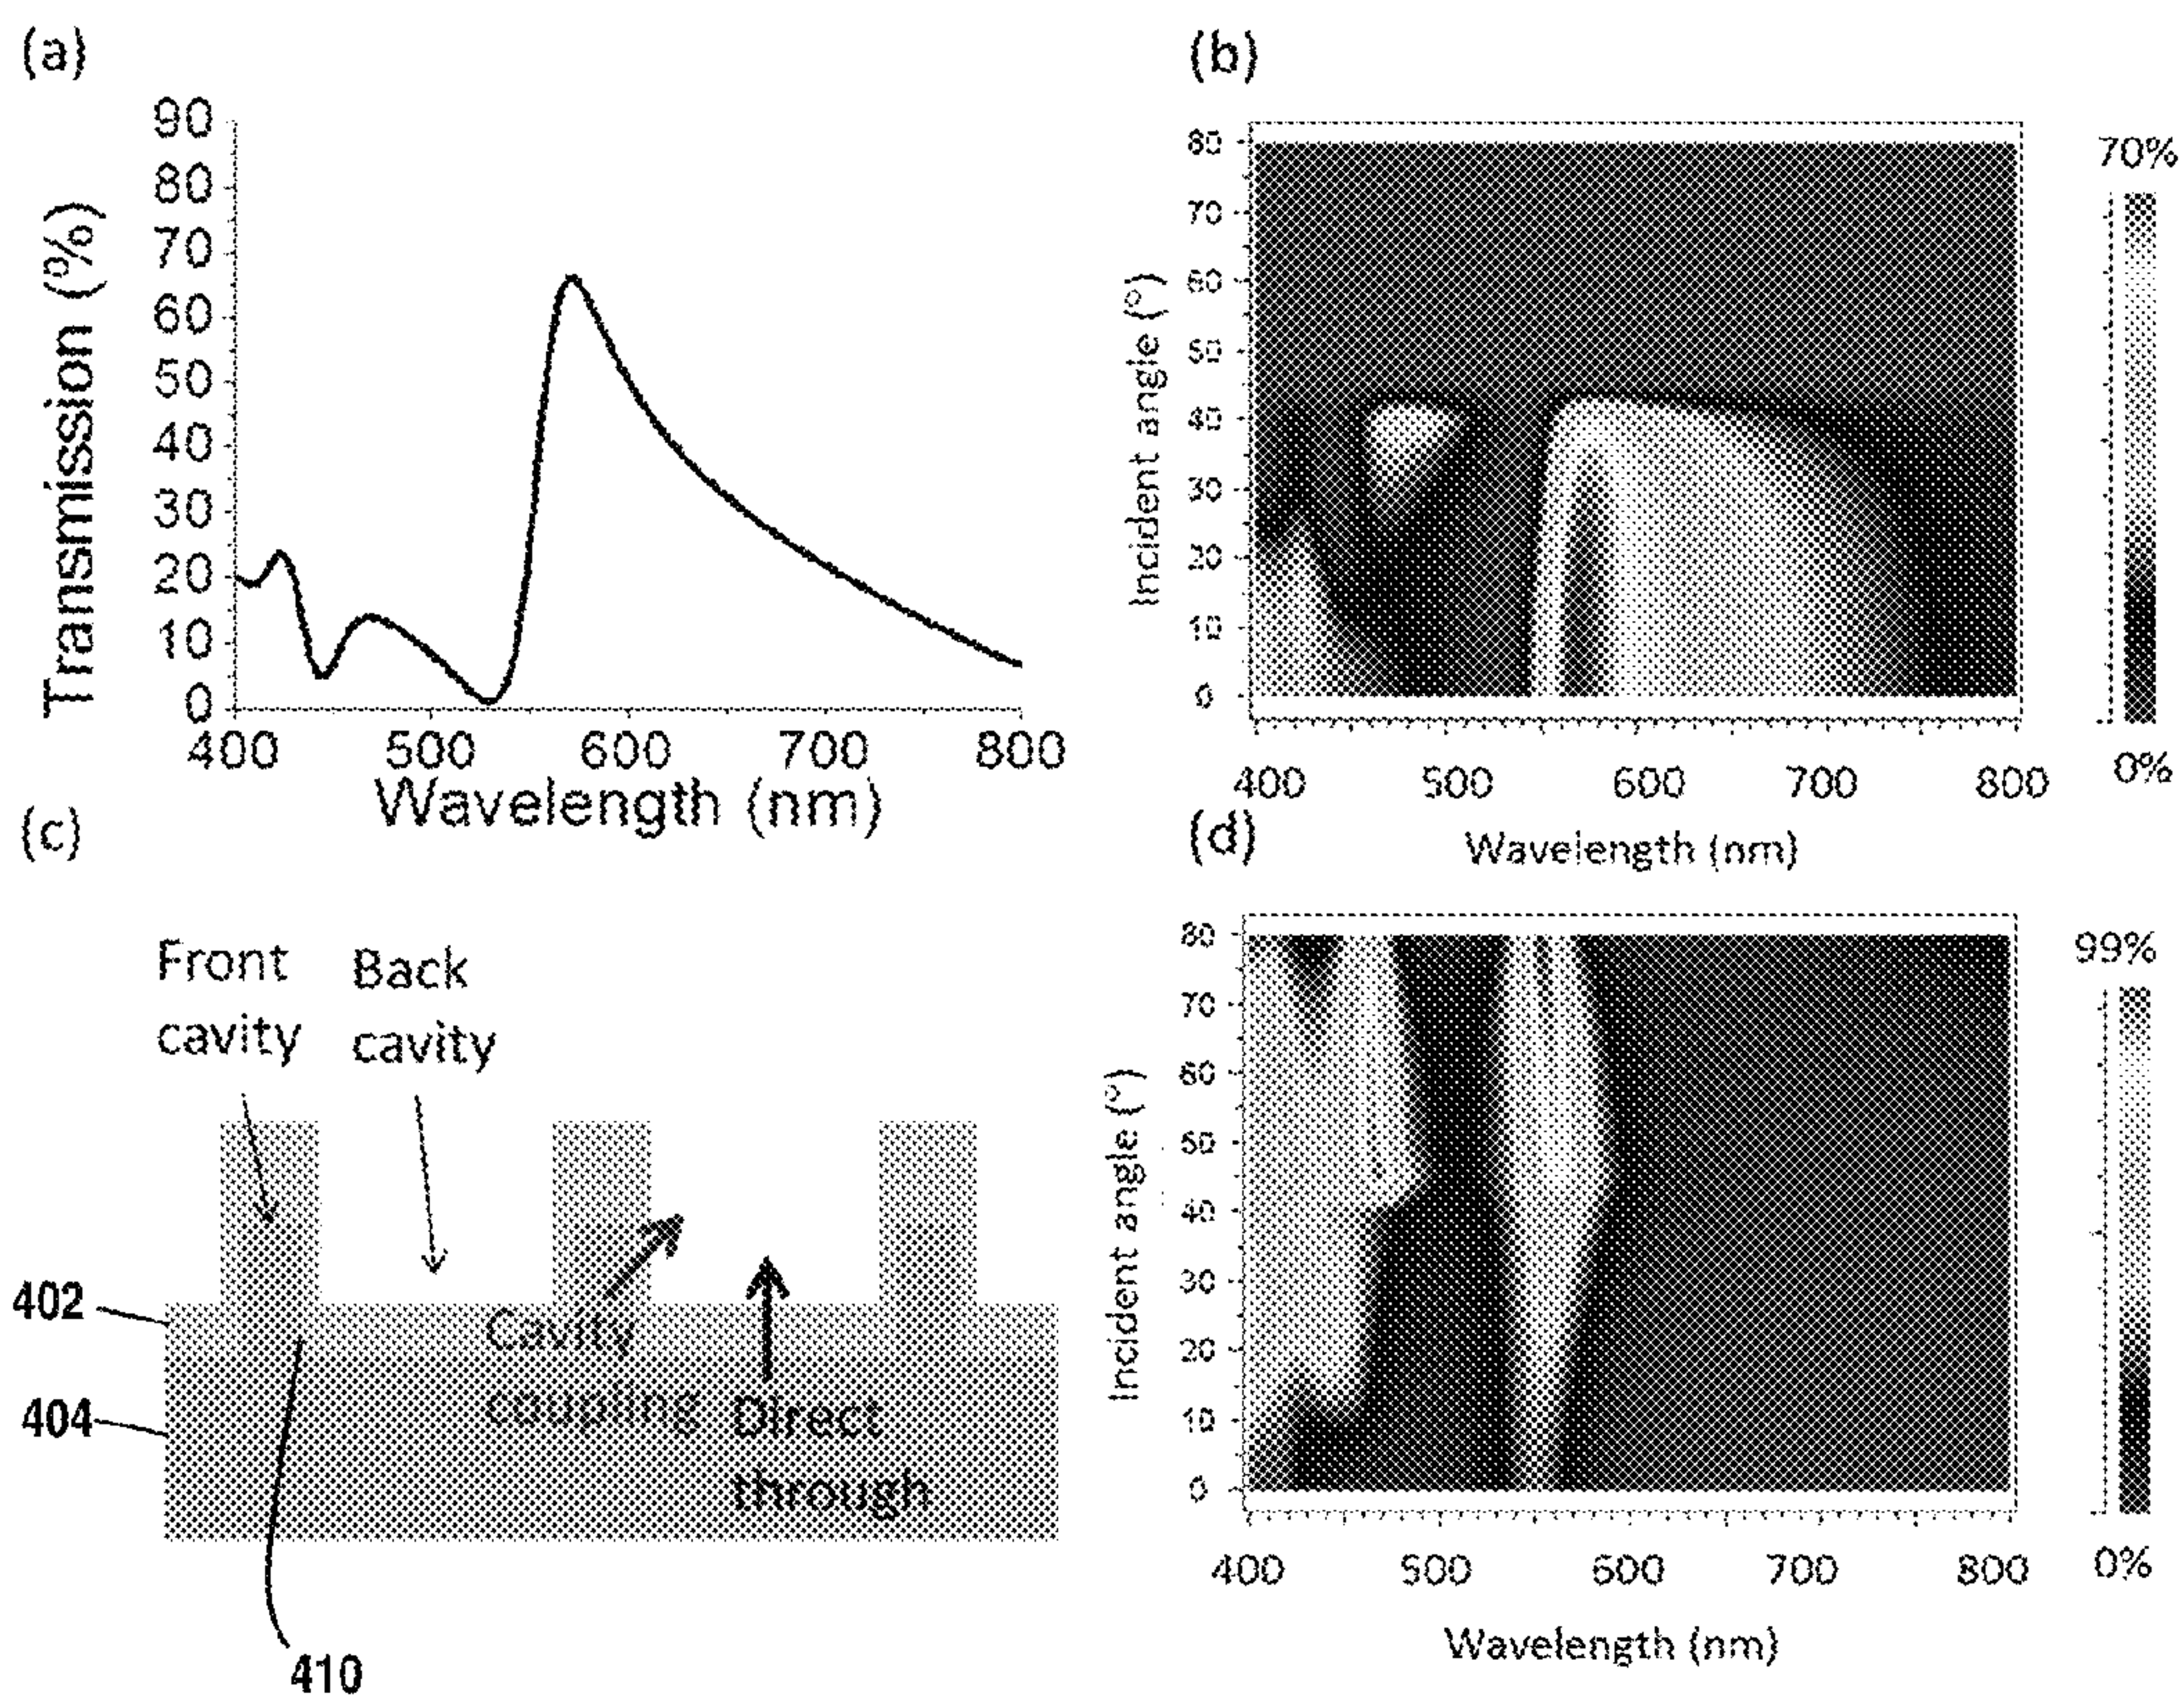 (a)
90
80
70
60
50
40
30
20
10
0
Transmission (%)
400 500 600 700 800
Wavelength (nm)
(b)
80
70
60
50
40
30
20
10
0
Incident angle (°)
400 500 600 700 800
Wavelength (nm)
70%
0%
(c)
Front
cavity
Back
cavity
Cavity
coupling
Direct
through
402
404
410
(d)
80
70
60
50
40
30
20
10
0
Incident angle (°)
400 500 600 700 800
Wavelength (nm)
99%
0%